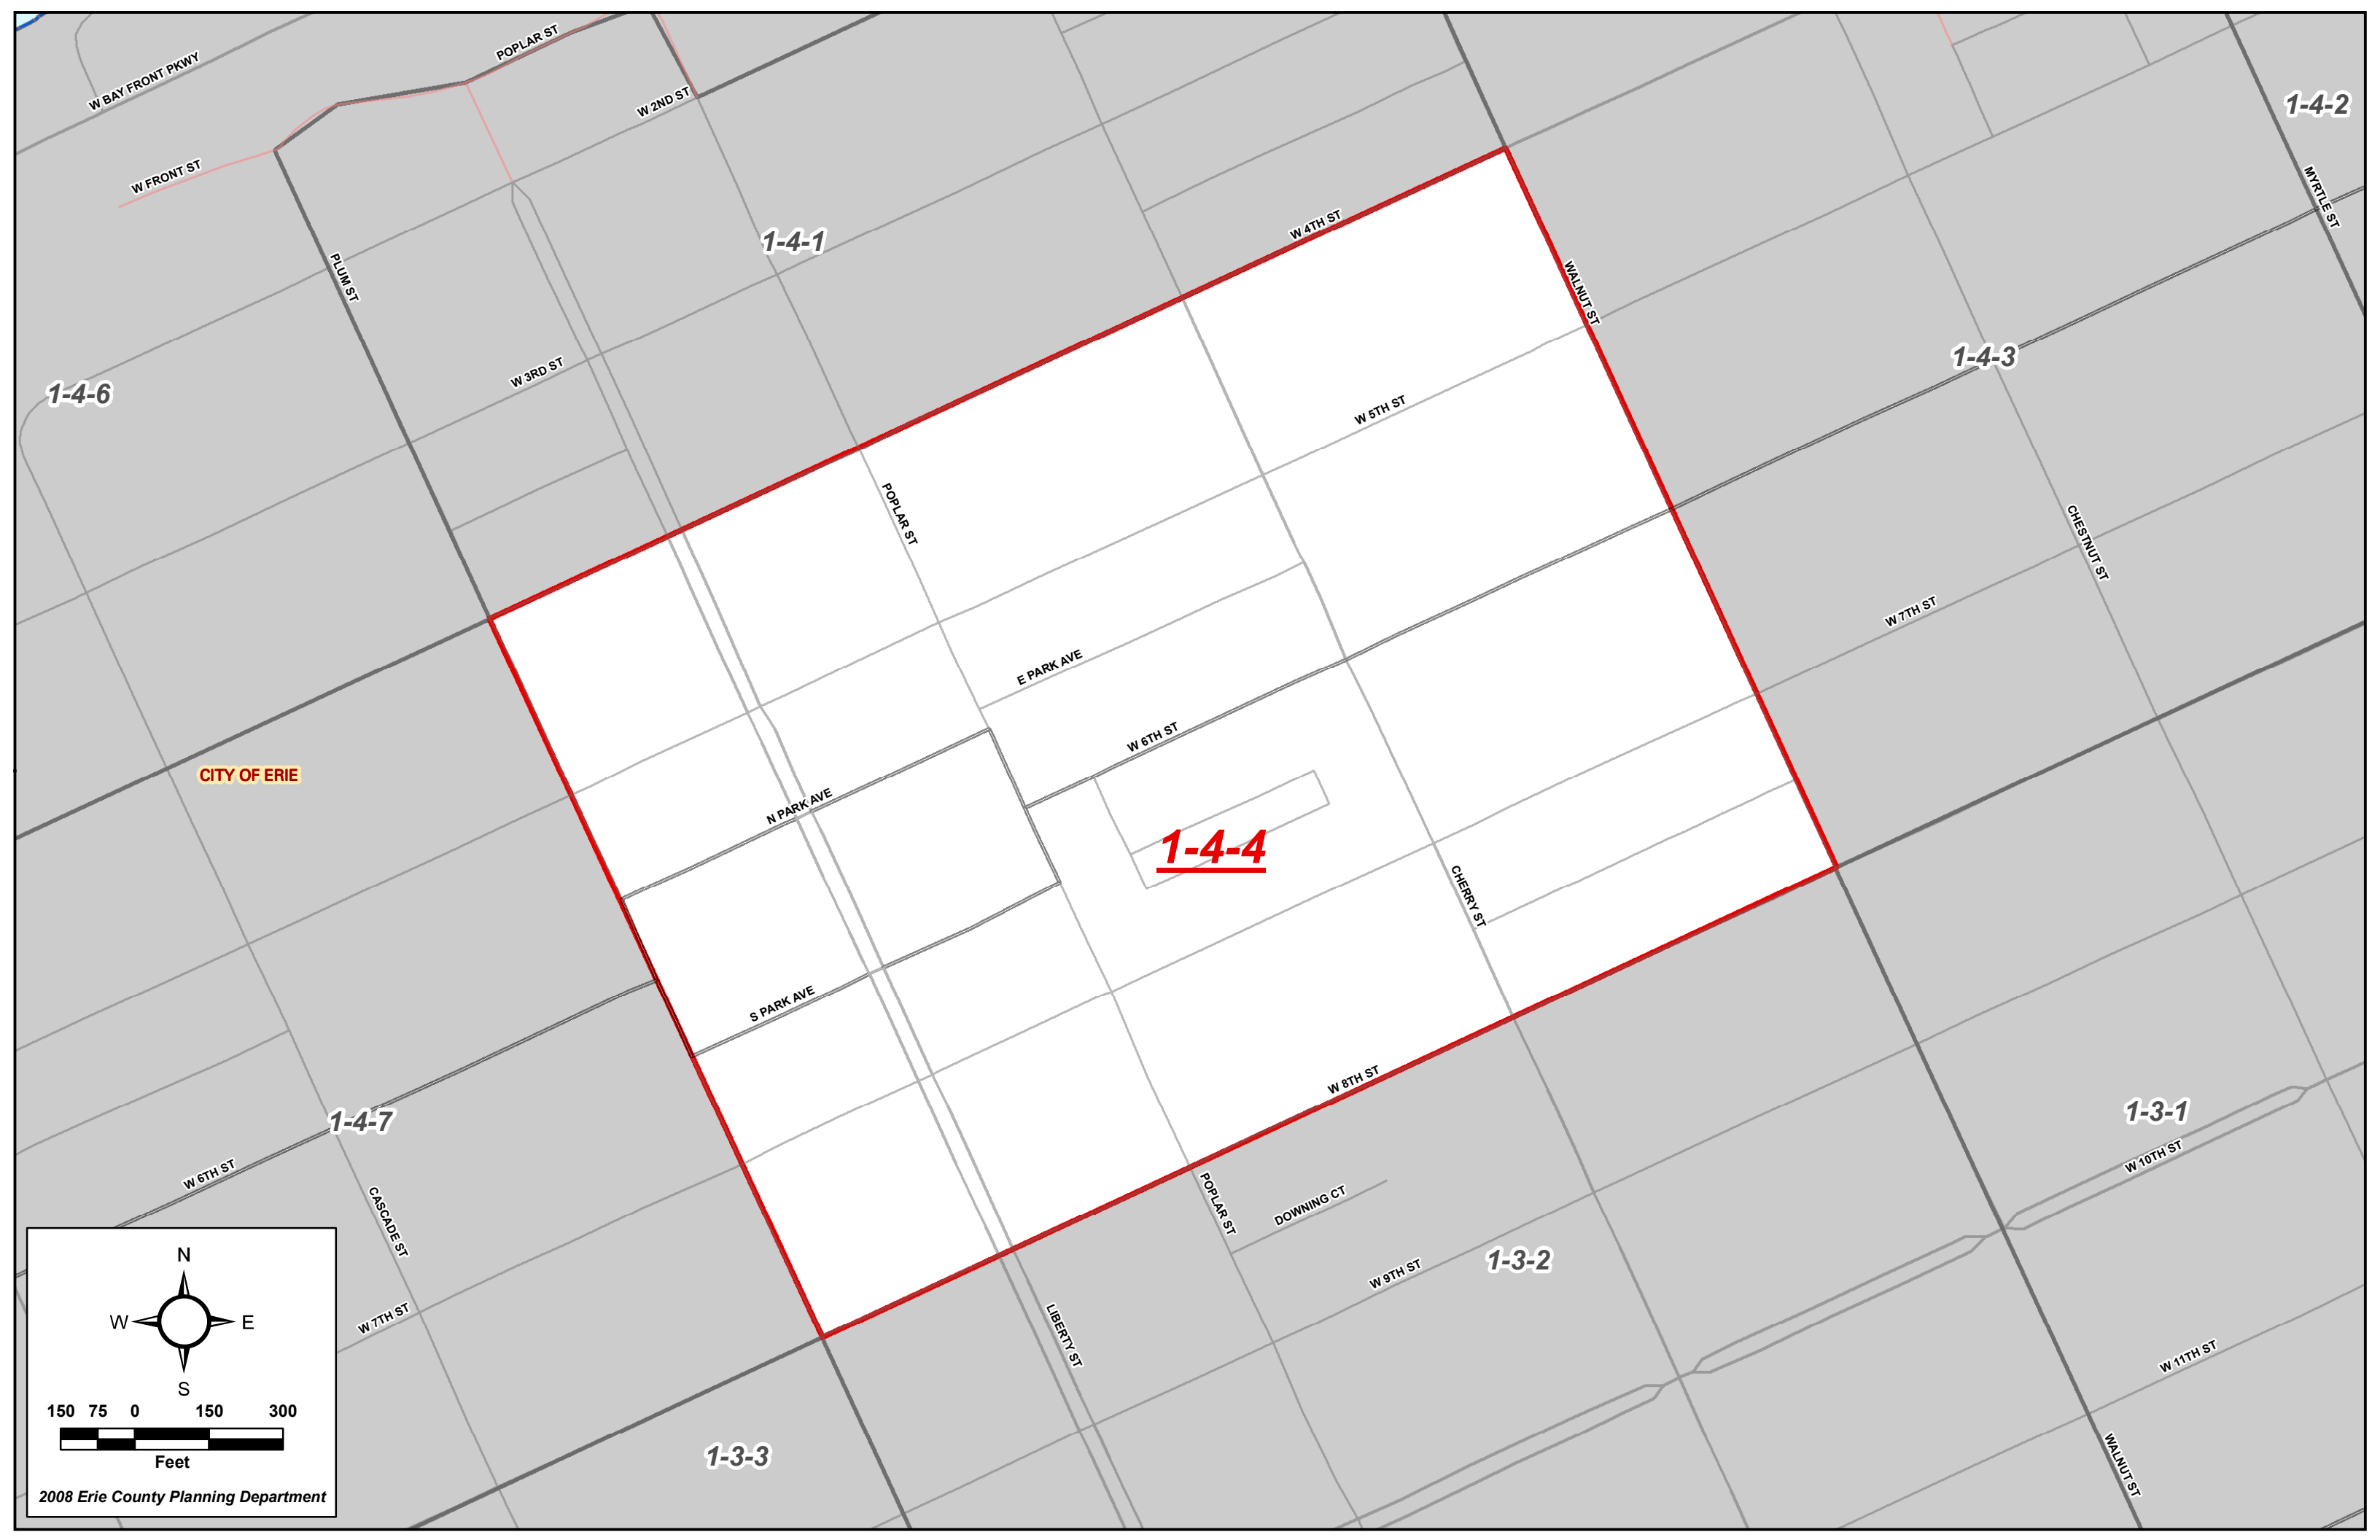 W BAY FRONT PKWY
POPLAR ST
W 2ND ST
1-4-2
W FRONT ST
MYRTLE ST
W 4TH ST
1-4-1
PLUM ST
WALNUT ST
1-4-3
W 3RD ST
1-4-6
W 5TH ST
POPLAR ST
CHESTNUT ST
W 7TH ST
E PARK AVE
W 6TH ST
CITY OF ERIE
N PARK AVE
1-4-4
CHERRY ST
S PARK AVE
W 8TH ST
1-3-1
1-4-7
W 10TH ST
W 6TH ST
POPLAR ST
DOWNING CT
CASCADE ST
1-3-2
W 9TH ST
W 7TH ST
LIBERTY ST
W 11TH ST
1-3-3
WALNUT ST
N
W E
S
150 75 0 150 300
Feet
2008 Erie County Planning Department